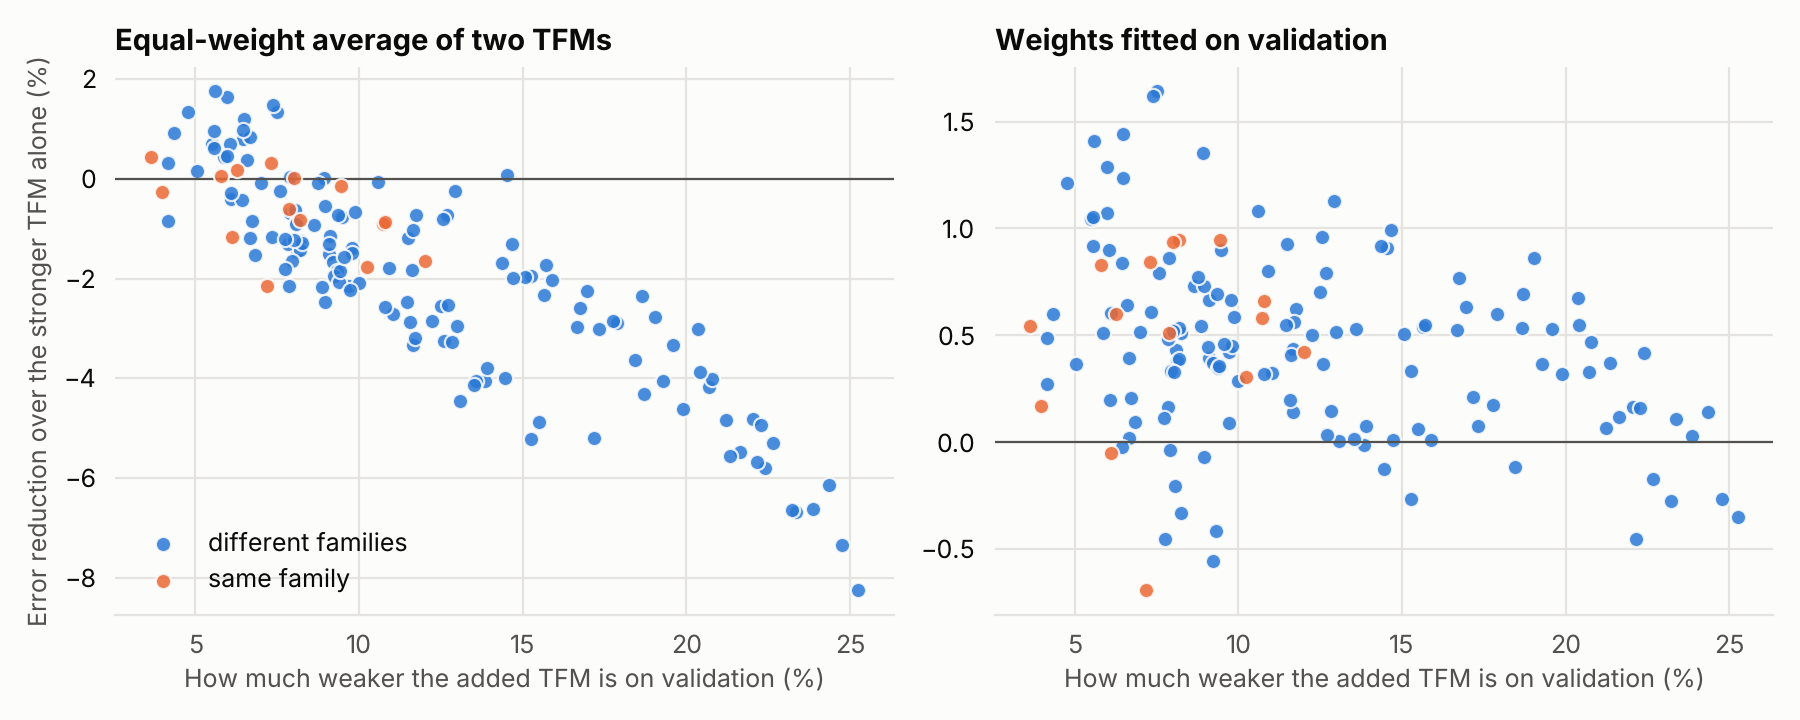 Equal-weight average of two TFMs
Error reduction over the stronger TFM alone (%)
2
0
−2
−4
−6
−8
different families
same family
5 10 15 20 25
How much weaker the added TFM is on validation (%)
Weights fitted on validation
1.5
1.0
0.5
0.0
−0.5
5 10 15 20 25
How much weaker the added TFM is on validation (%)